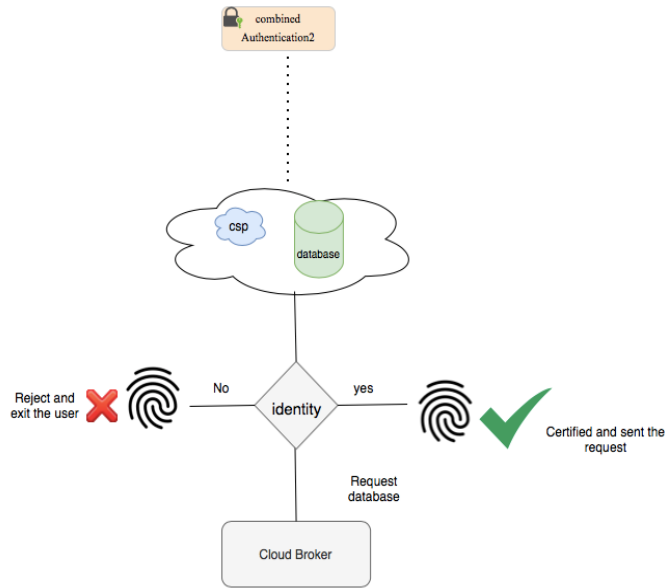 combined
Authentication2
csp
database
No
yes
identity
Reject and
exit the user
Certified and sent the
request
Request
database
Cloud Broker